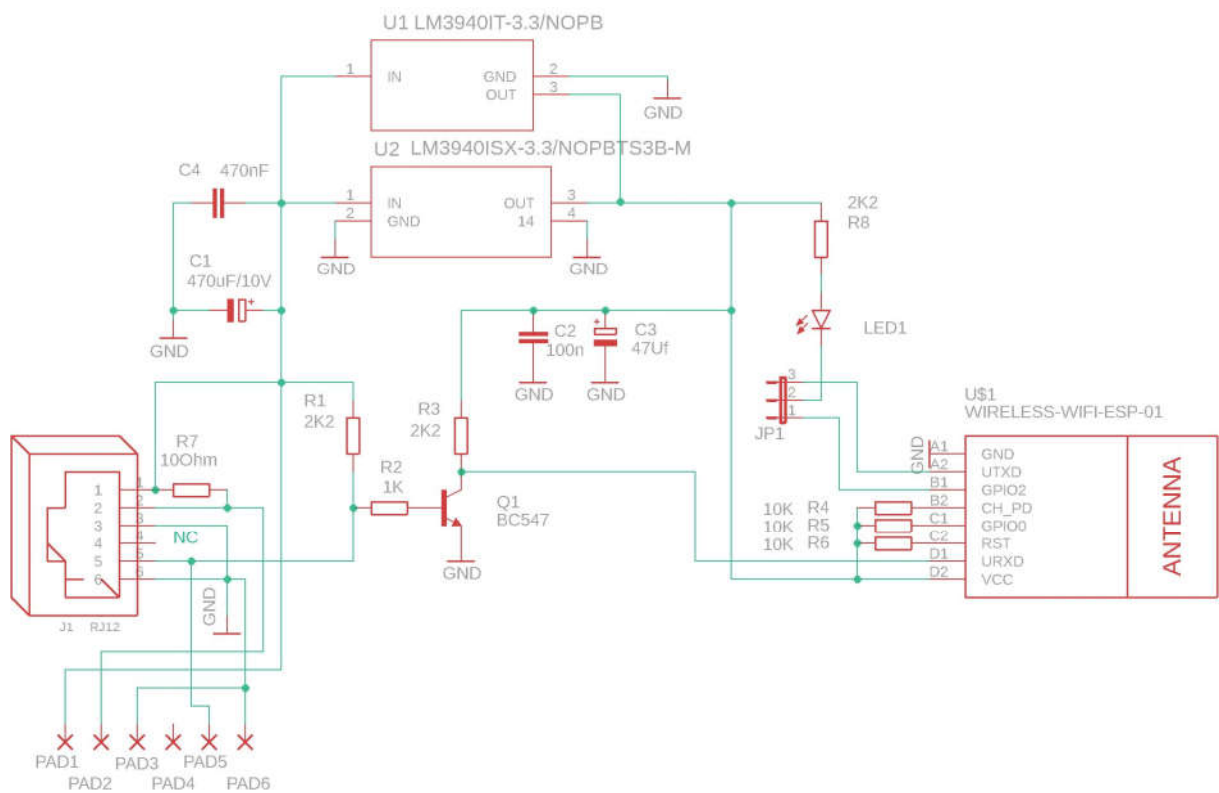 U1 LM3940IT-3.3/NOPB
1 IN GND 2
OUT 3
GND
U2 LM3940ISX-3.3/NOPBTS3B-M
1 IN OUT 3
2 GND 14 4
GND GND
C4 470nF
C1
470uF/10V
+
GND
2K2
R8
LED1
C2
100n
GND
+
C3
47Uf
GND
R1
2K2
R3
2K2
R2
1K
Q1
BC547
GND
3
2
1
JP1
U$1
WIRELESS-WIFI-ESP-01
GND
A1 GND
A2 UTXD
B1 GPIO2
10K R4 B2 CH_PD
10K R5 C1 GPIO0
10K R6 C2 RST
D1 URXD
D2 VCC
ANTENNA
R7
10Ohm
1 1
2 2
3 3
4 4
5 5
6 6
NC
GND
J1 RJ12
PAD1
PAD2
PAD3
PAD4
PAD5
PAD6